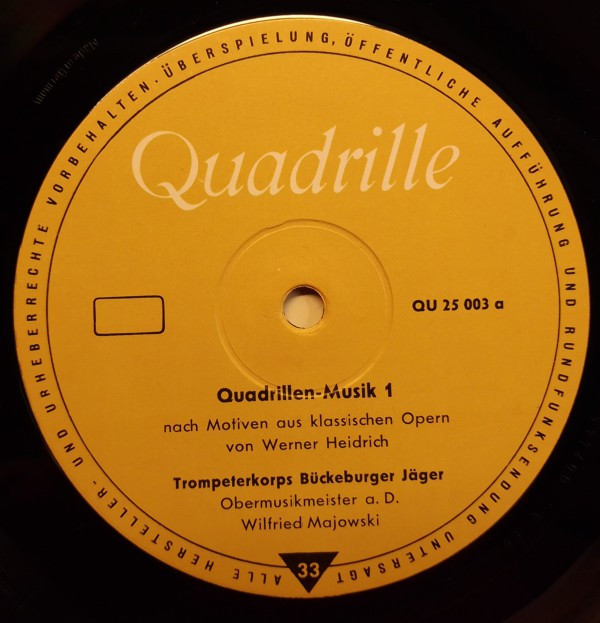 ALLE HERSTELLER- UND URHEBERRECHTE VORBEHALTEN. ÜBERSPIELUNG, ÖFFENTLICHE AUFFÜHRUNG UND RUNDFUNKSENDUNG UNTERSAGT
Quadrille
QU 25 003 a
Quadrillen-Musik 1
nach Motiven aus klassischen Opern
von Werner Heidrich
Trompeterkorps Bückeburger Jäger
Obermusikmeister a. D.
Wilfried Majowski
33